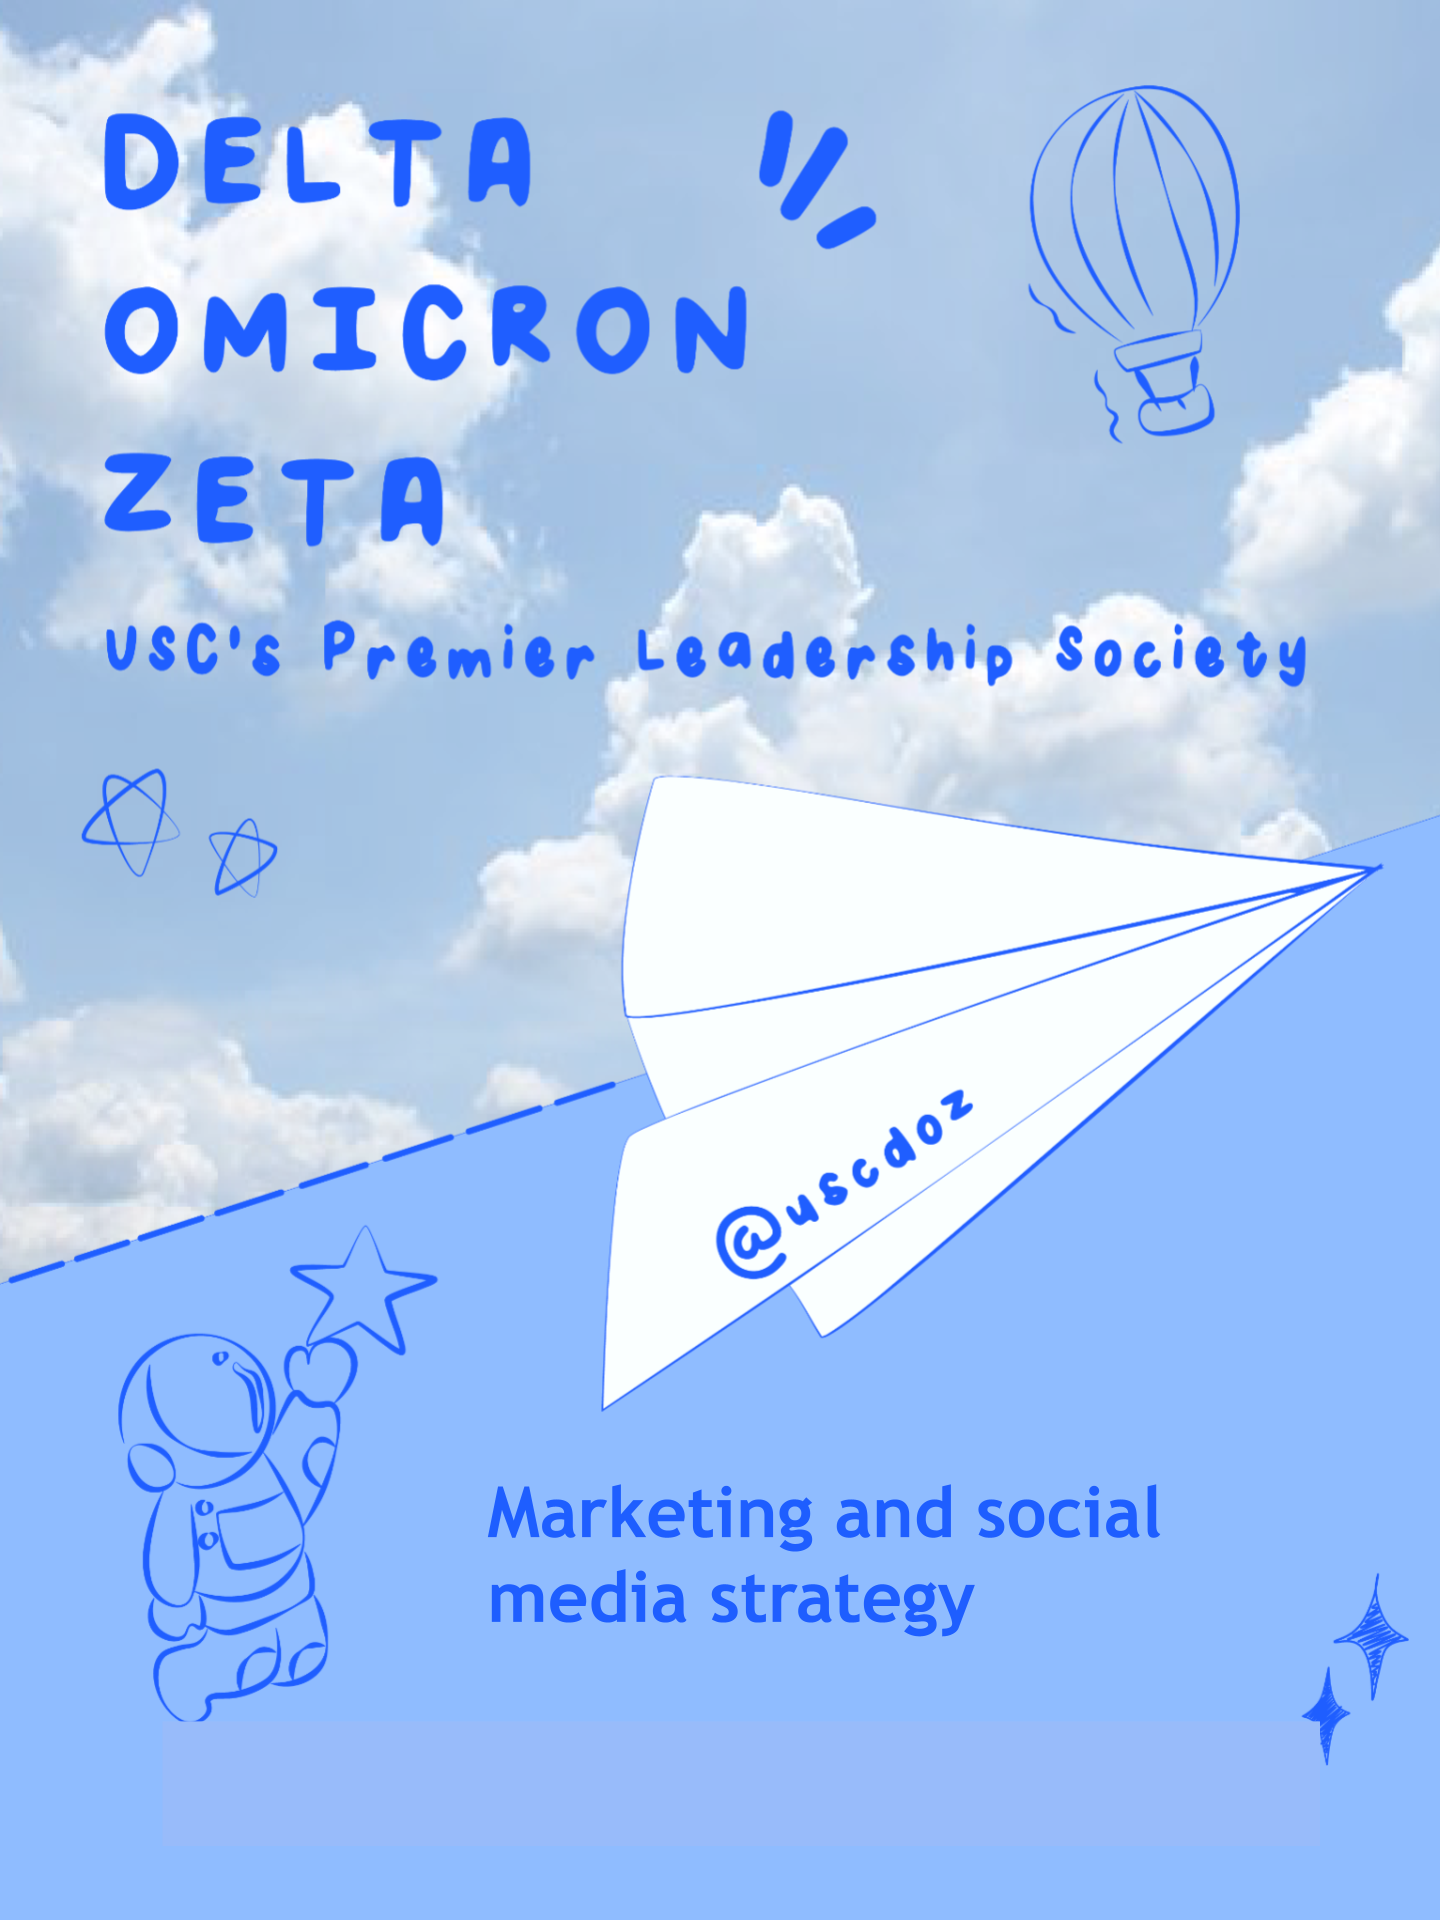 DELTA
OMICRON
ZETA
USC's Premier Leadership Society
@uscdoz
Marketing and social
media strategy